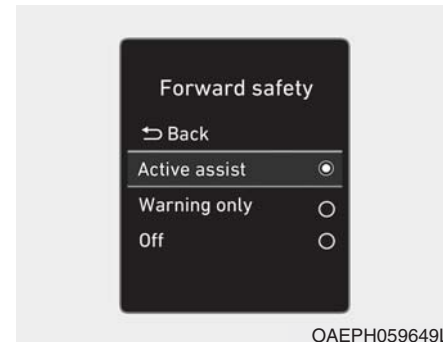 Forward safety
Back
Active assist
Warning only
Off
OAEPH059649L